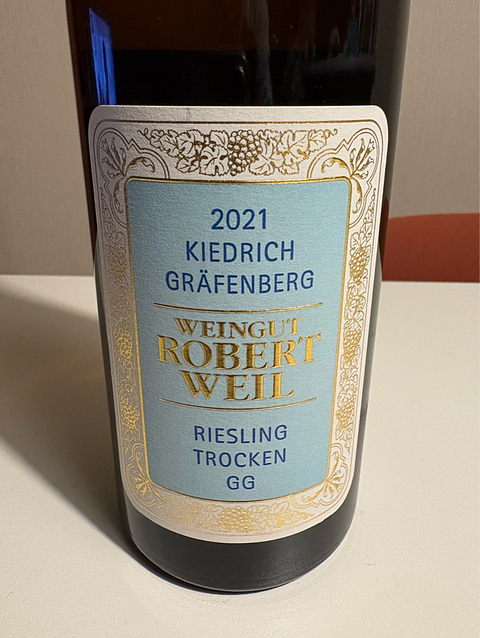 2021
KIEDRICH
GRÄFENBERG
WEINGUT
ROBERT
WEIL
RIESLING
TROCKEN
GG